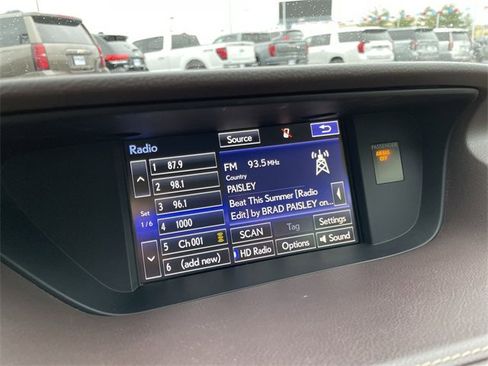 Radio
Source
1 87.9
2 98.1
3 96.1
Set
1/6
4 1000
5 Ch 001
6 (add new)
FM 93.5 MHz
Country
PAISLEY
Beat This Summer [Radio
Edit] by BRAD PAISLEY on...
SCAN
Tag
Settings
HD Radio
Options
Sound
PASSENGER
AIRBAG
OFF